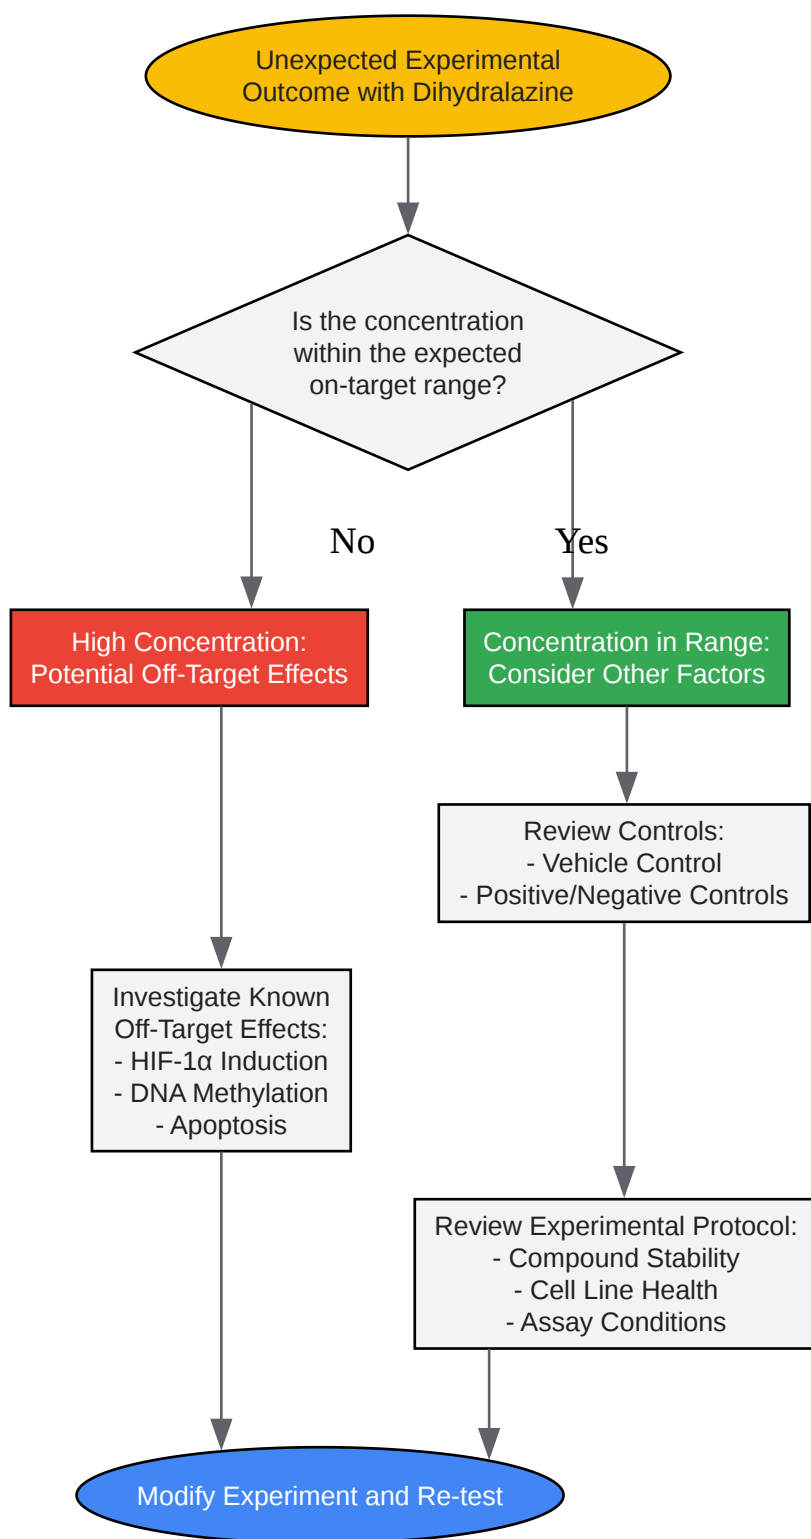 Unexpected Experimental
Outcome with Dihydralazine
Is the concentration
within the expected
on-target range?
No
Yes
High Concentration:
Potential Off-Target Effects
Concentration in Range:
Consider Other Factors
Review Controls:
- Vehicle Control
- Positive/Negative Controls
Investigate Known
Off-Target Effects:
- HIF-1α Induction
- DNA Methylation
- Apoptosis
Review Experimental Protocol:
- Compound Stability
- Cell Line Health
- Assay Conditions
Modify Experiment and Re-test